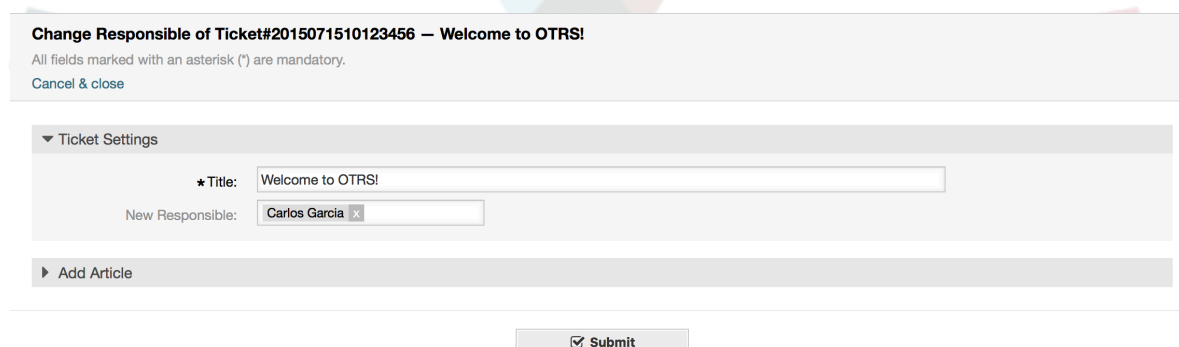 Change Responsible of Ticket#2015071510123456 — Welcome to OTRS!
All fields marked with an asterisk (*) are mandatory.
Cancel & close
Ticket Settings
* Title: Welcome to OTRS!
New Responsible: Carlos Garcia x
Add Article
Submit